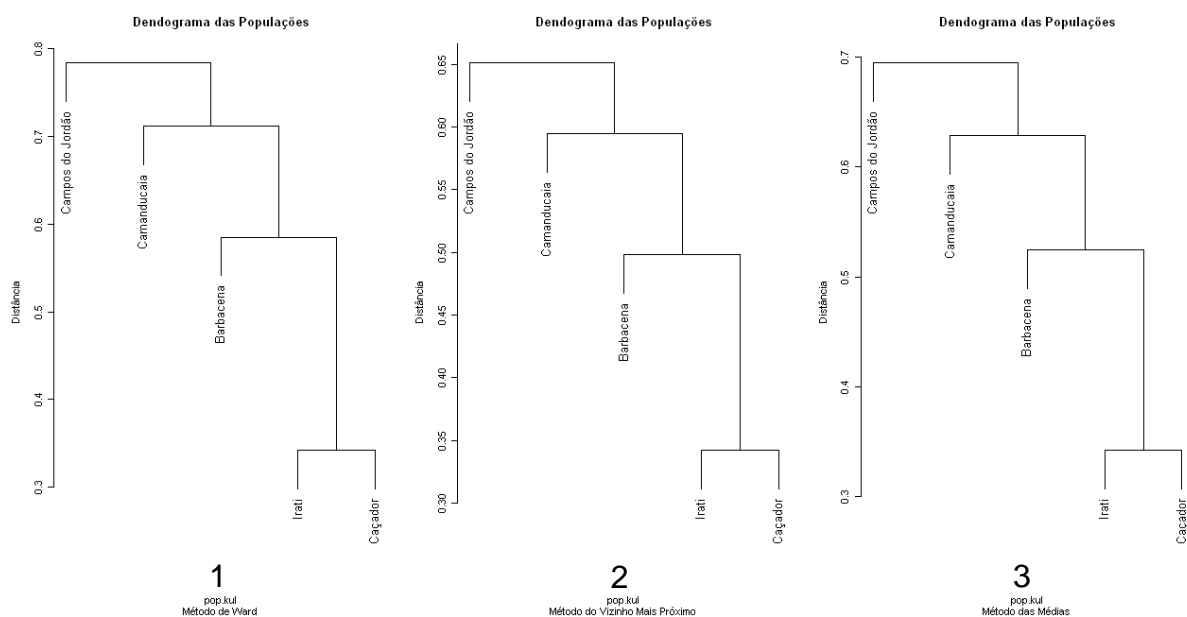 Dendograma das Populações
0.8
0.7
0.6
0.5
0.4
0.3
Distância
Campos do Jordão
Camanducaia
Barbacena
Irati
Caçador
1
pop.kul
Método de Ward
Dendograma das Populações
0.65
0.60
0.55
0.50
0.45
0.40
0.35
0.30
Distância
Campos do Jordão
Camanducaia
Barbacena
Irati
Caçador
2
pop.kul
Método do Vizinho Mais Próximo
Dendograma das Populações
0.7
0.6
0.5
0.4
0.3
Distância
Campos do Jordão
Camanducaia
Barbacena
Irati
Caçador
3
pop.kul
Método das Médias